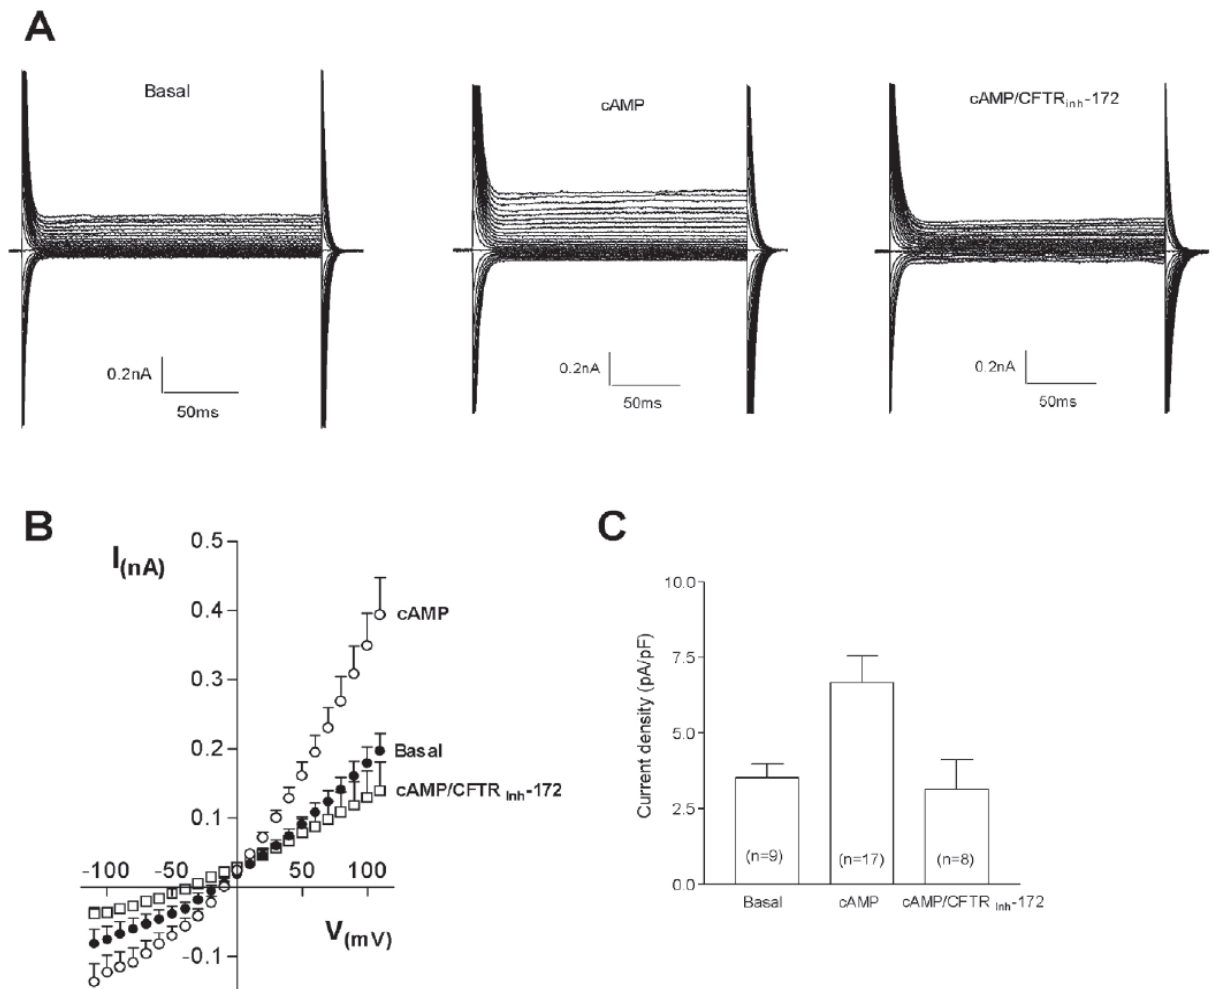 A
Basal
cAMP
cAMP/CFTRinh-172
0.2nA
50ms
0.2nA
50ms
0.2nA
50ms
B
I(nA)
0.5
0.4
0.3
0.2
0.1
-0.1
-100
-50
50
100
V(mV)
cAMP
Basal
cAMP/CFTR Inh-172
C
Current density (pA/pF)
10.0
7.5
5.0
2.5
0.0
(n=9)
(n=17)
(n=8)
Basal
cAMP
cAMP/CFTR Inh-172